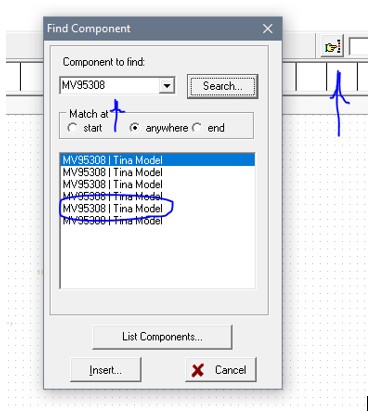 Find Component
Component to find:
MV95308
Search...
Match at
start anywhere end
MV95308 | Tina Model
MV95308 | Tina Model
MV95308 | Tina Model
MV95308 | Tina Model
MV95308 | Tina Model
MV95308 | Tina Model
List Components...
Insert... Cancel